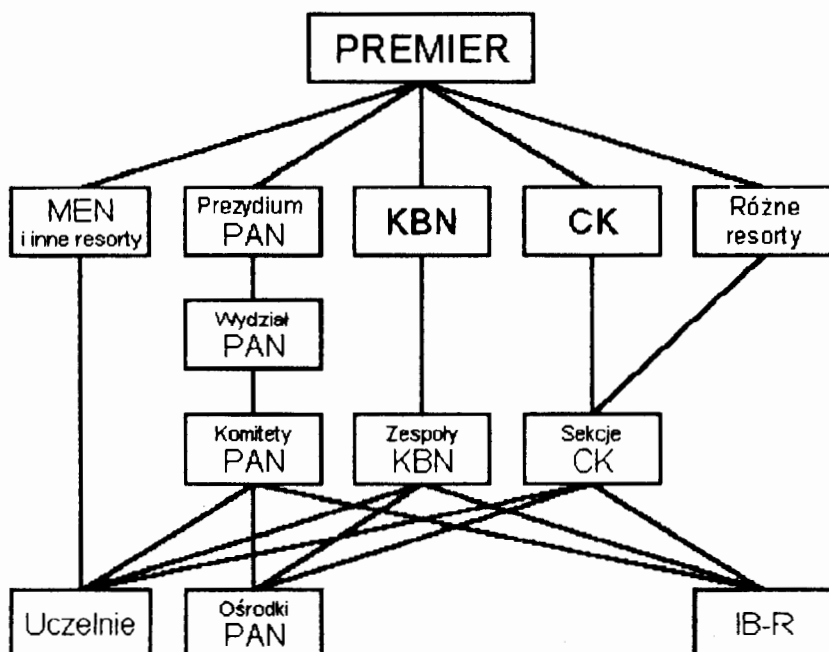 PREMIER
MEN
i inne resorty
Prezydium
PAN
KBN
CK
Różne
resorty
Wydział
PAN
Komitety
PAN
Zespoły
KBN
Sekcje
CK
Uczelnie
Ośrodki
PAN
IB-R